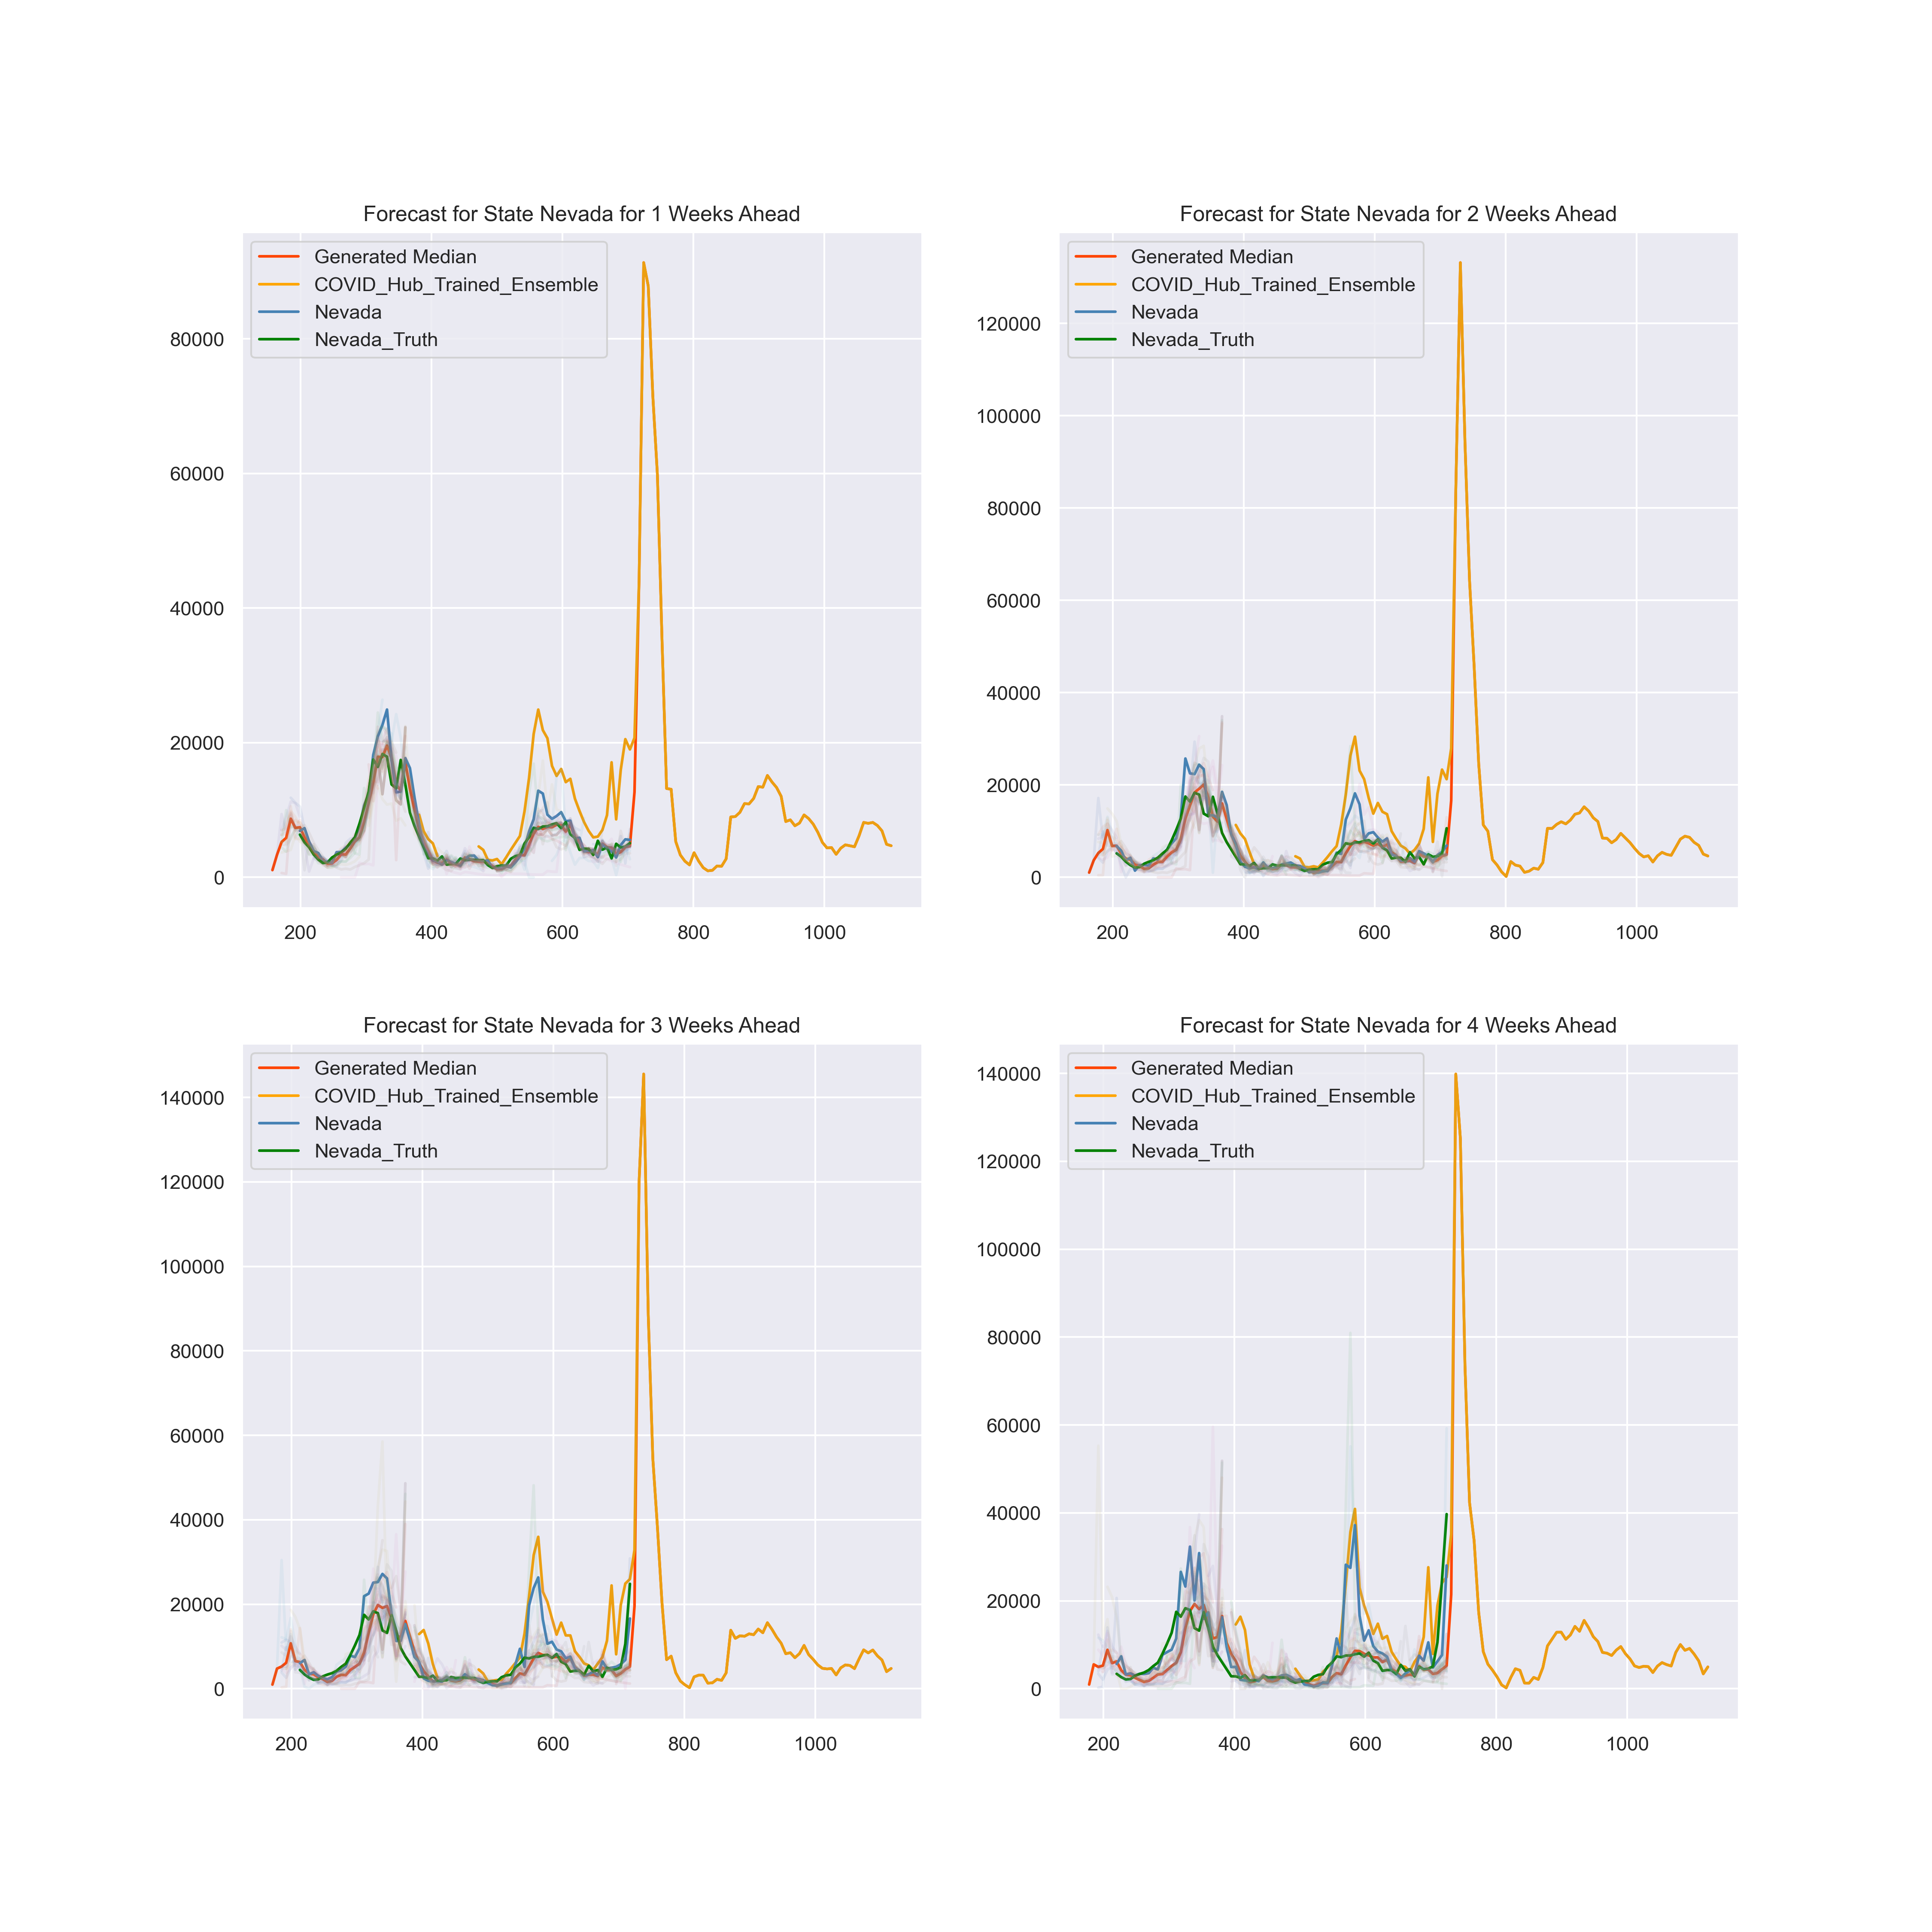 Forecast for State Nevada for 1 Weeks Ahead
Generated Median
COVID_Hub_Trained_Ensemble
Nevada
Nevada_Truth
80000
60000
40000
20000
0
200 400 600 800 1000
Forecast for State Nevada for 2 Weeks Ahead
Generated Median
COVID_Hub_Trained_Ensemble
Nevada
Nevada_Truth
120000
100000
80000
60000
40000
20000
0
200 400 600 800 1000
Forecast for State Nevada for 3 Weeks Ahead
Generated Median
COVID_Hub_Trained_Ensemble
Nevada
Nevada_Truth
140000
120000
100000
80000
60000
40000
20000
0
200 400 600 800 1000
Forecast for State Nevada for 4 Weeks Ahead
Generated Median
COVID_Hub_Trained_Ensemble
Nevada
Nevada_Truth
140000
120000
100000
80000
60000
40000
20000
0
200 400 600 800 1000